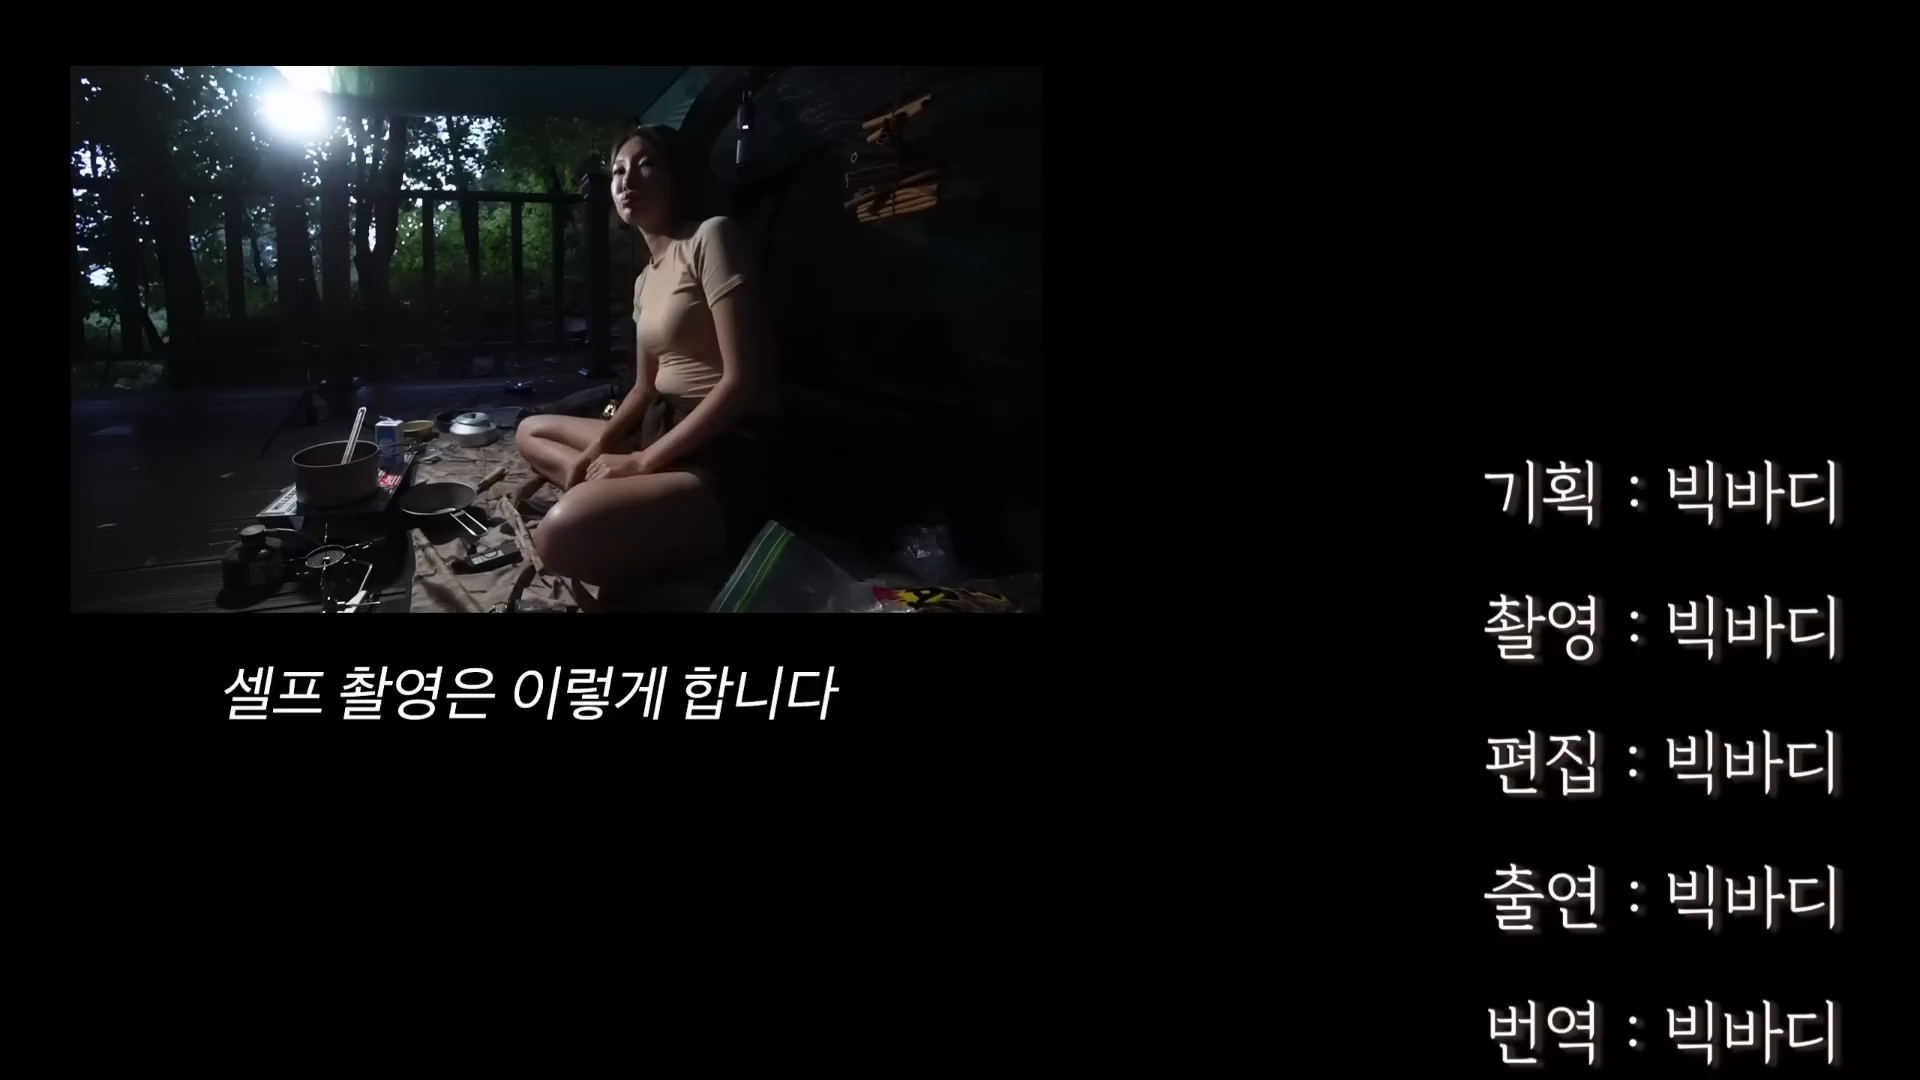 셀프 촬영은 이렇게 합니다
기획 : 빅바디
촬영 : 빅바디
편집 : 빅바디
출연 : 빅바디
번역 : 빅바디